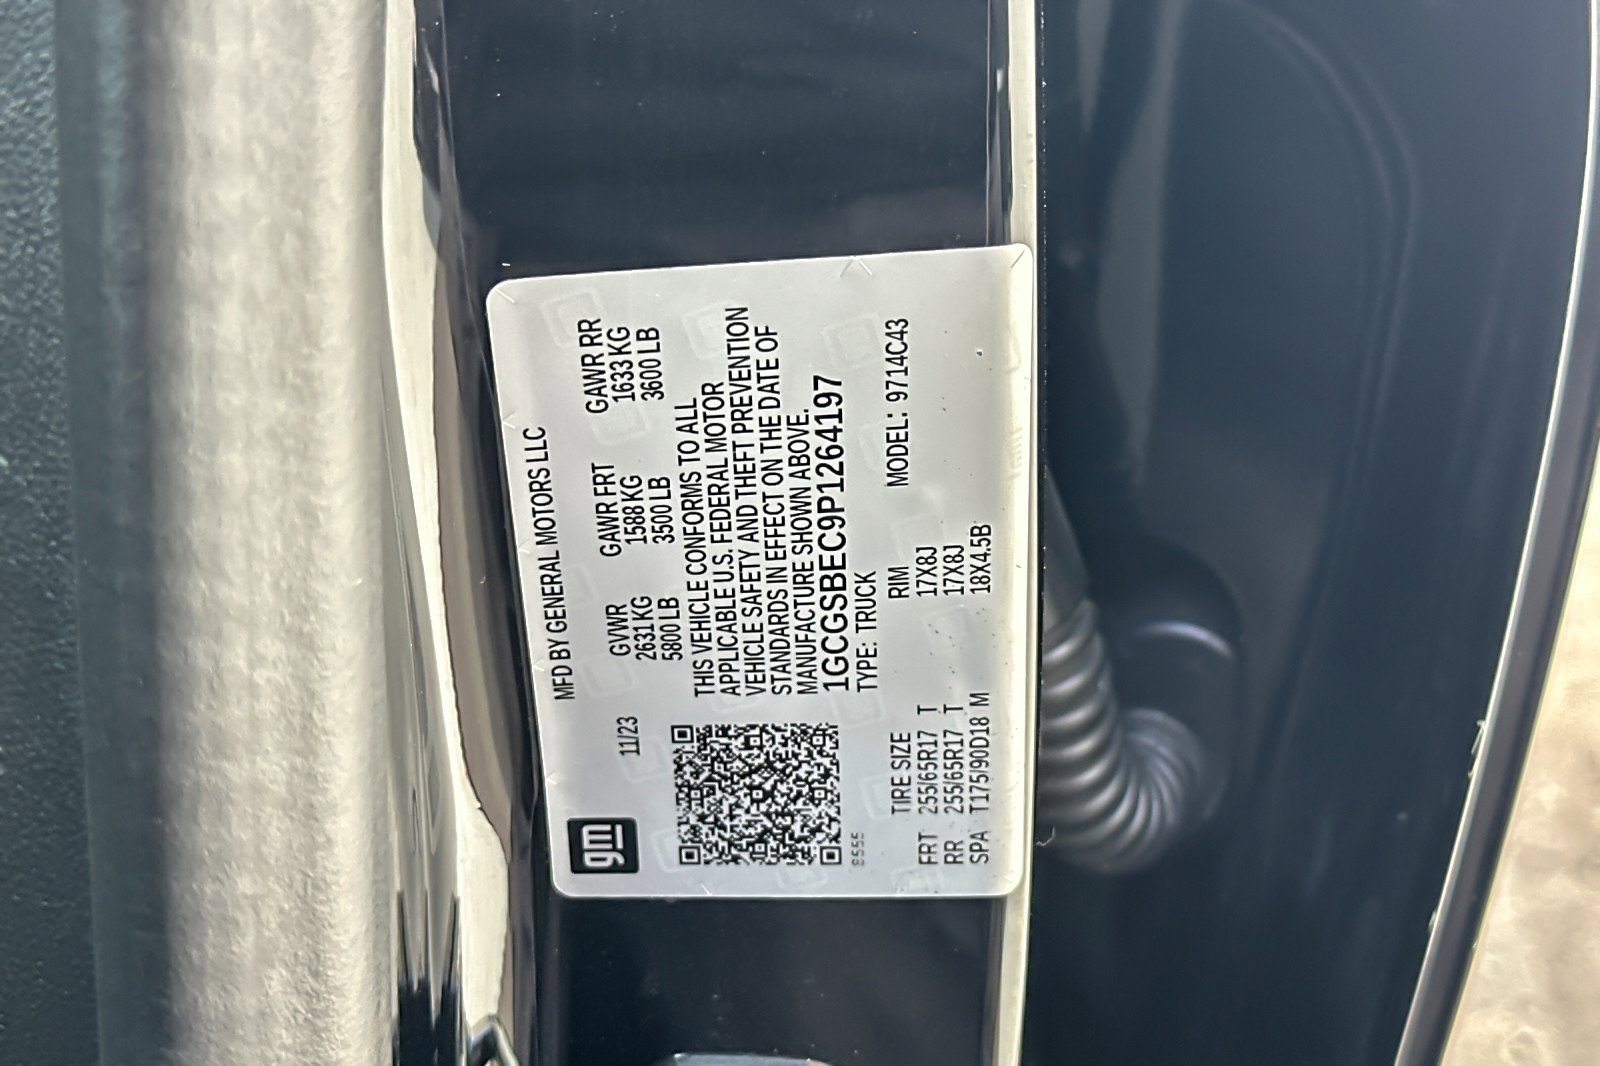 gm
11/23
MFD BY GENERAL MOTORS LLC
GVWR GAWR FRT GAWR RR
2631 KG 1588 KG 1633 KG
5800 LB 3500 LB 3600 LB
THIS VEHICLE CONFORMS TO ALL
APPLICABLE U.S. FEDERAL MOTOR
VEHICLE SAFETY AND THEFT PREVENTION
STANDARDS IN EFFECT ON THE DATE OF
MANUFACTURE SHOWN ABOVE.
1GCGSBEC9P1264197
TYPE: TRUCK
8555
TIRE SIZE RIM MODEL: 9714C43
FRT 255/65R17 T 17X8J
RR 255/65R17 T 17X8J
SPA T175/90D18 M 18X4.5B